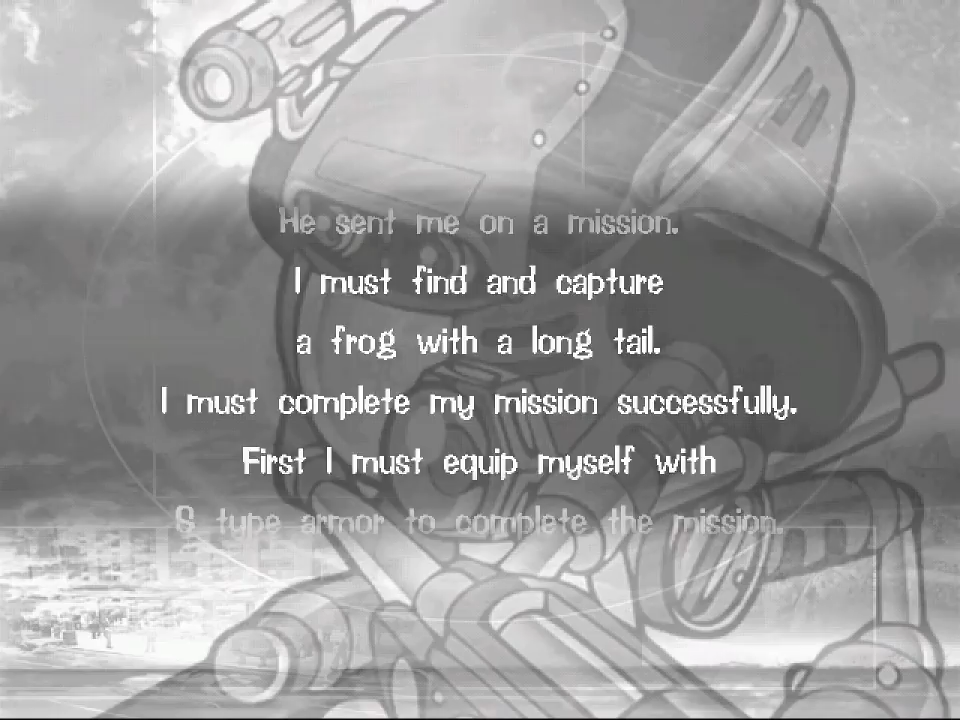 He sent me on a mission.
I must find and capture
a frog with a long tail.
I must complete my mission successfully.
First I must equip myself with
S type armor to complete the mission.